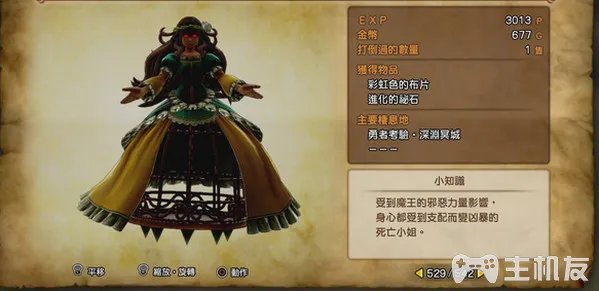 EXP 3013 P
金幣 677 G
打倒過的數量 1 隻
獲得物品
彩虹色的布片
進化的祕石
主要棲息地
勇者考驗·深淵冥城
ーーー
小知識
受到魔王的邪惡力量影響，
身心都受到支配而變凶暴的
死亡小姐。
平移 縮放·旋轉 動作
529 /
主机友